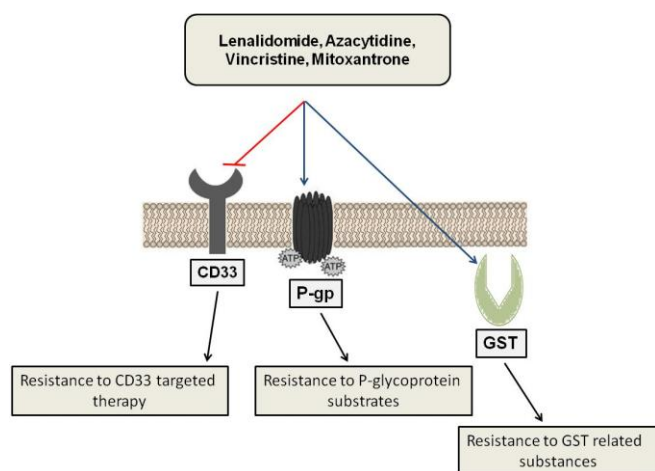 Lenalidomide, Azacytidine,
Vincristine, Mitoxantrone
ATP
ATP
CD33
P-gp
GST
Resistance to CD33 targeted
therapy
Resistance to P-glycoprotein
substrates
Resistance to GST related
substances